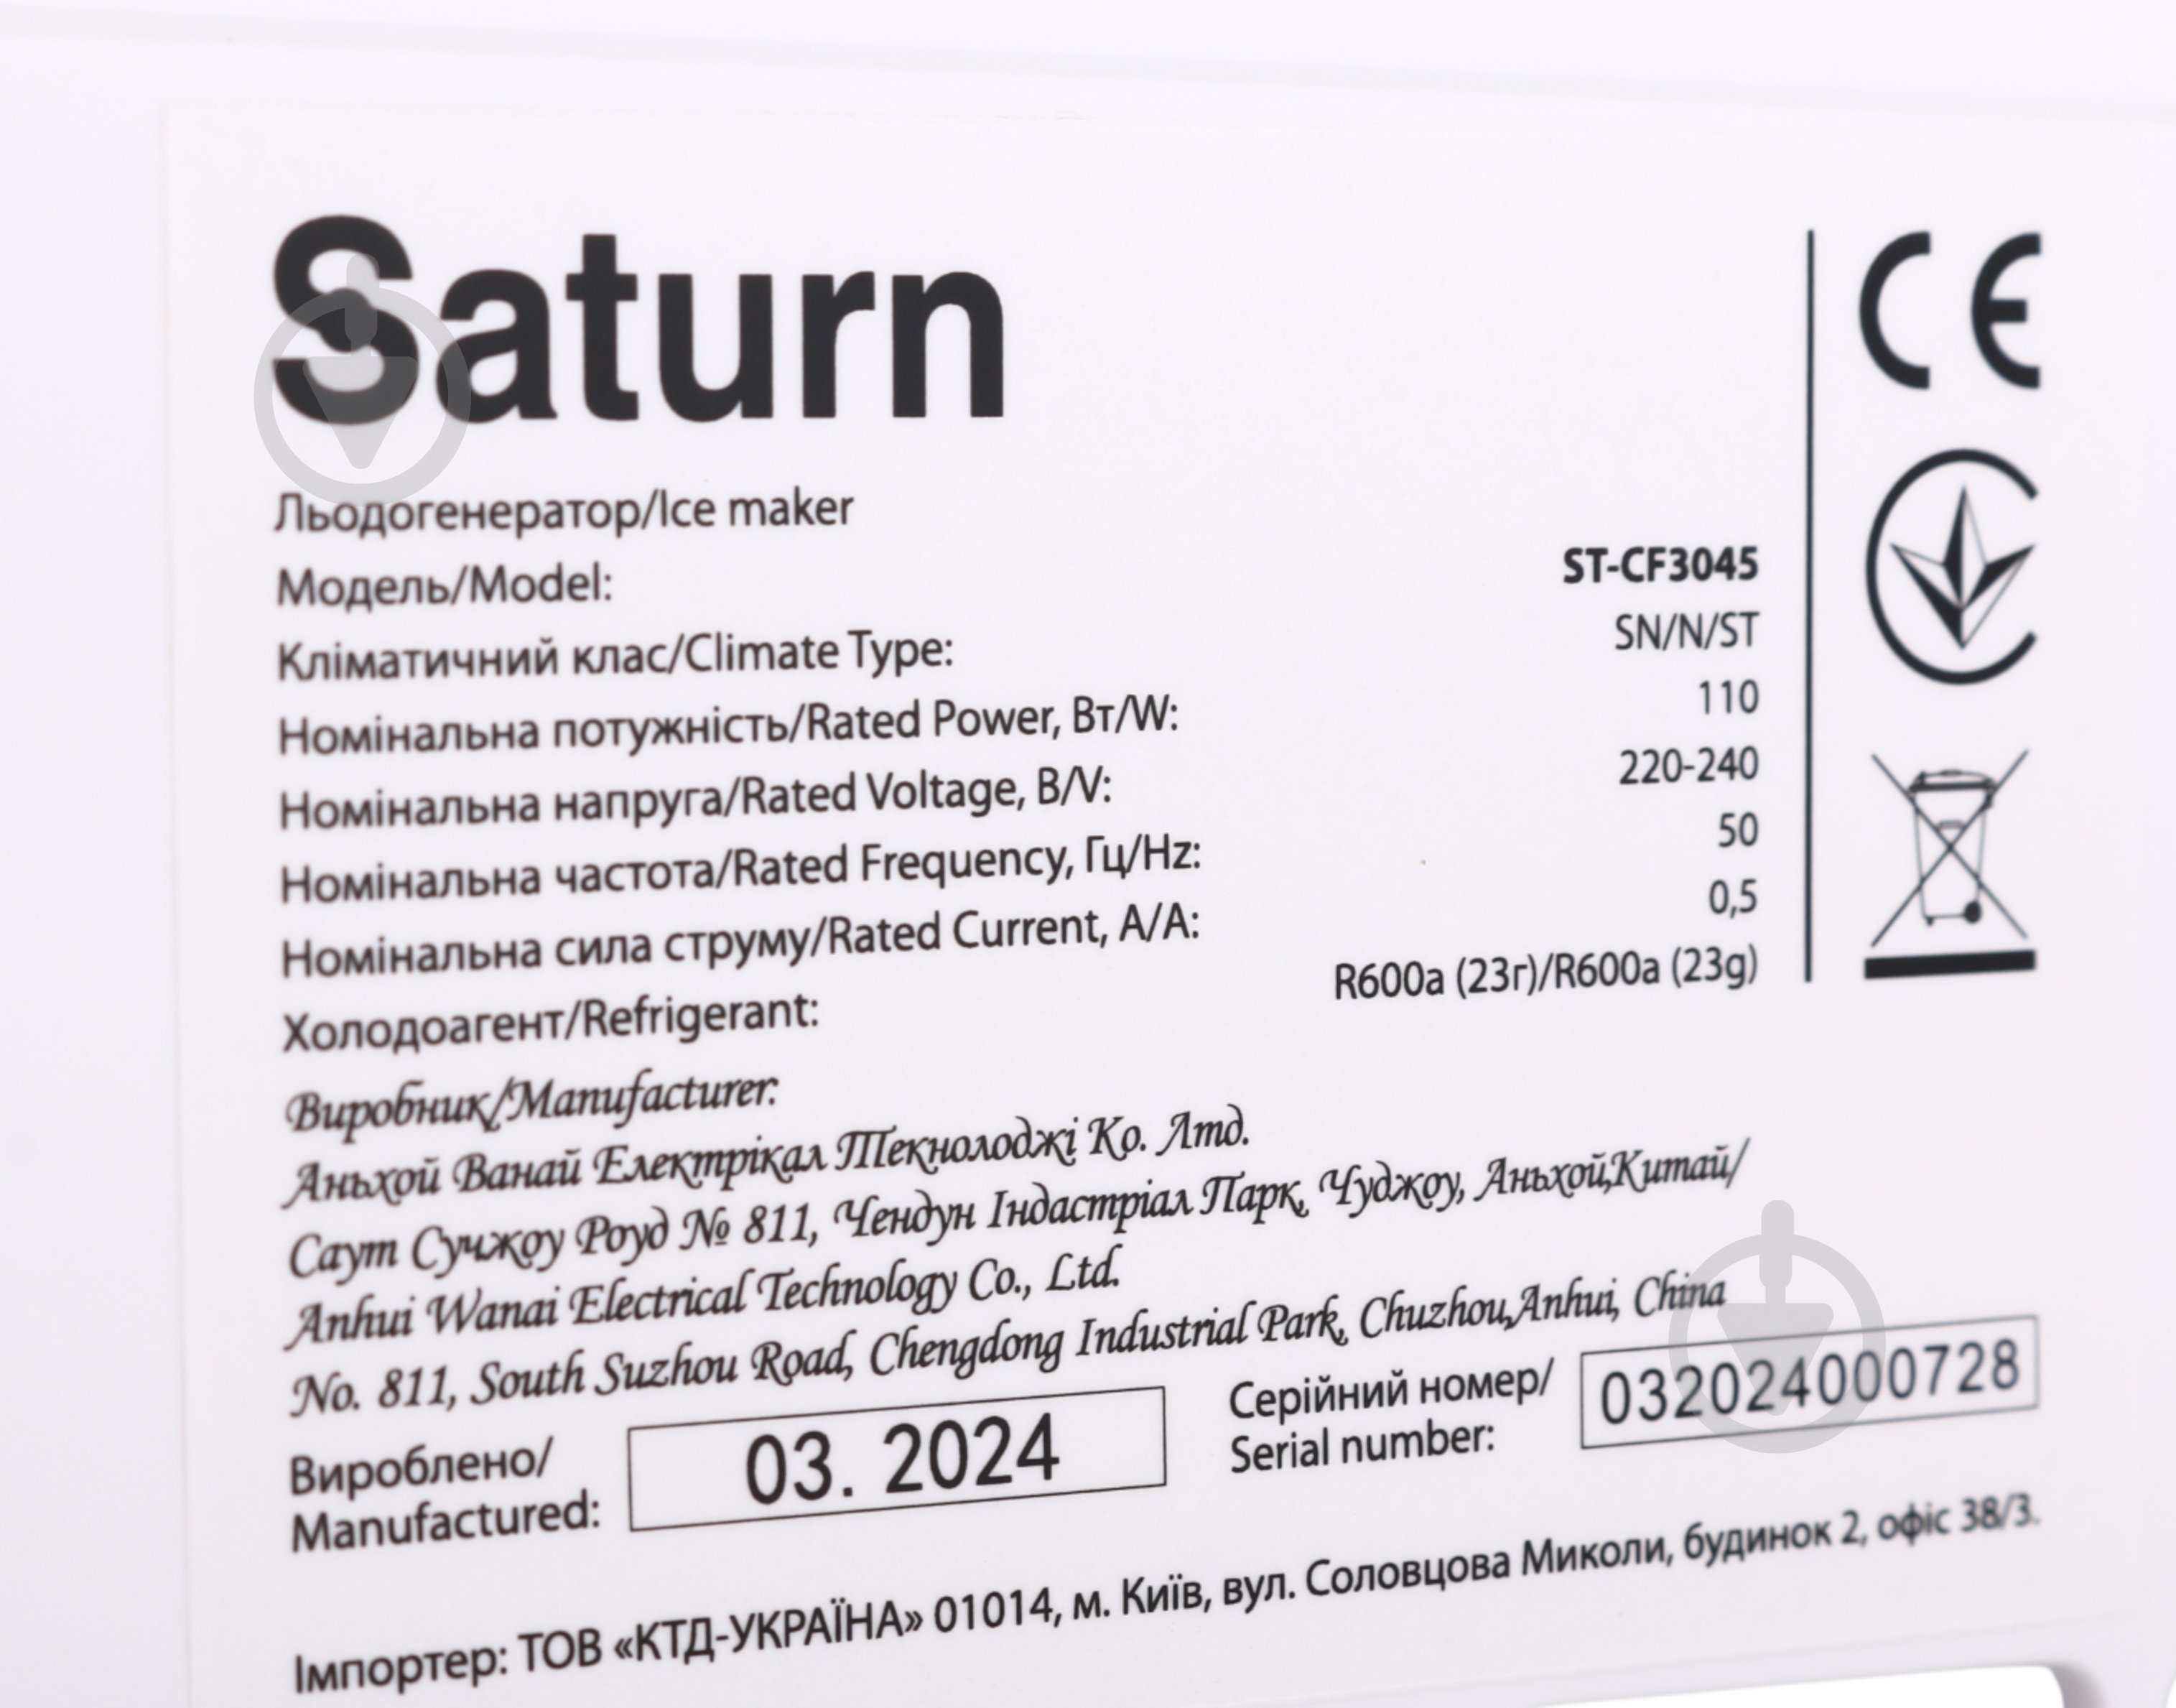 Saturn
CE
Льодогенератор/Ice maker
Модель/Model: ST-CF3045
Кліматичний клас/Climate Type: SN/N/ST
Номінальна потужність/Rated Power, Вт/W: 110
Номінальна напруга/Rated Voltage, В/V: 220-240
Номінальна частота/Rated Frequency, Гц/Hz: 50
Номінальна сила струму/Rated Current, А/A: 0,5
Холодоагент/Refrigerant: R600a (23г)/R600a (23g)
Виробник/Manufacturer:
Аньхой Ванай Електрікал Текнолоджі Ко. Лтд.
Саут Сучжоу Роуд № 811, Чендун Індастріал Парк, Чуджоу, Аньхой,Китай/
Anhui Wanai Electrical Technology Co., Ltd.
No. 811, South Suzhou Road, Chengdong Industrial Park, Chuzhou,Anhui, China
Вироблено/
Manufactured: 03. 2024
Серійний номер/
Serial number: 032024000728
Імпортер: ТОВ «КТД-УКРАЇНА» 01014, м. Київ, вул. Соловцова Миколи, будинок 2, офіс 38/3.